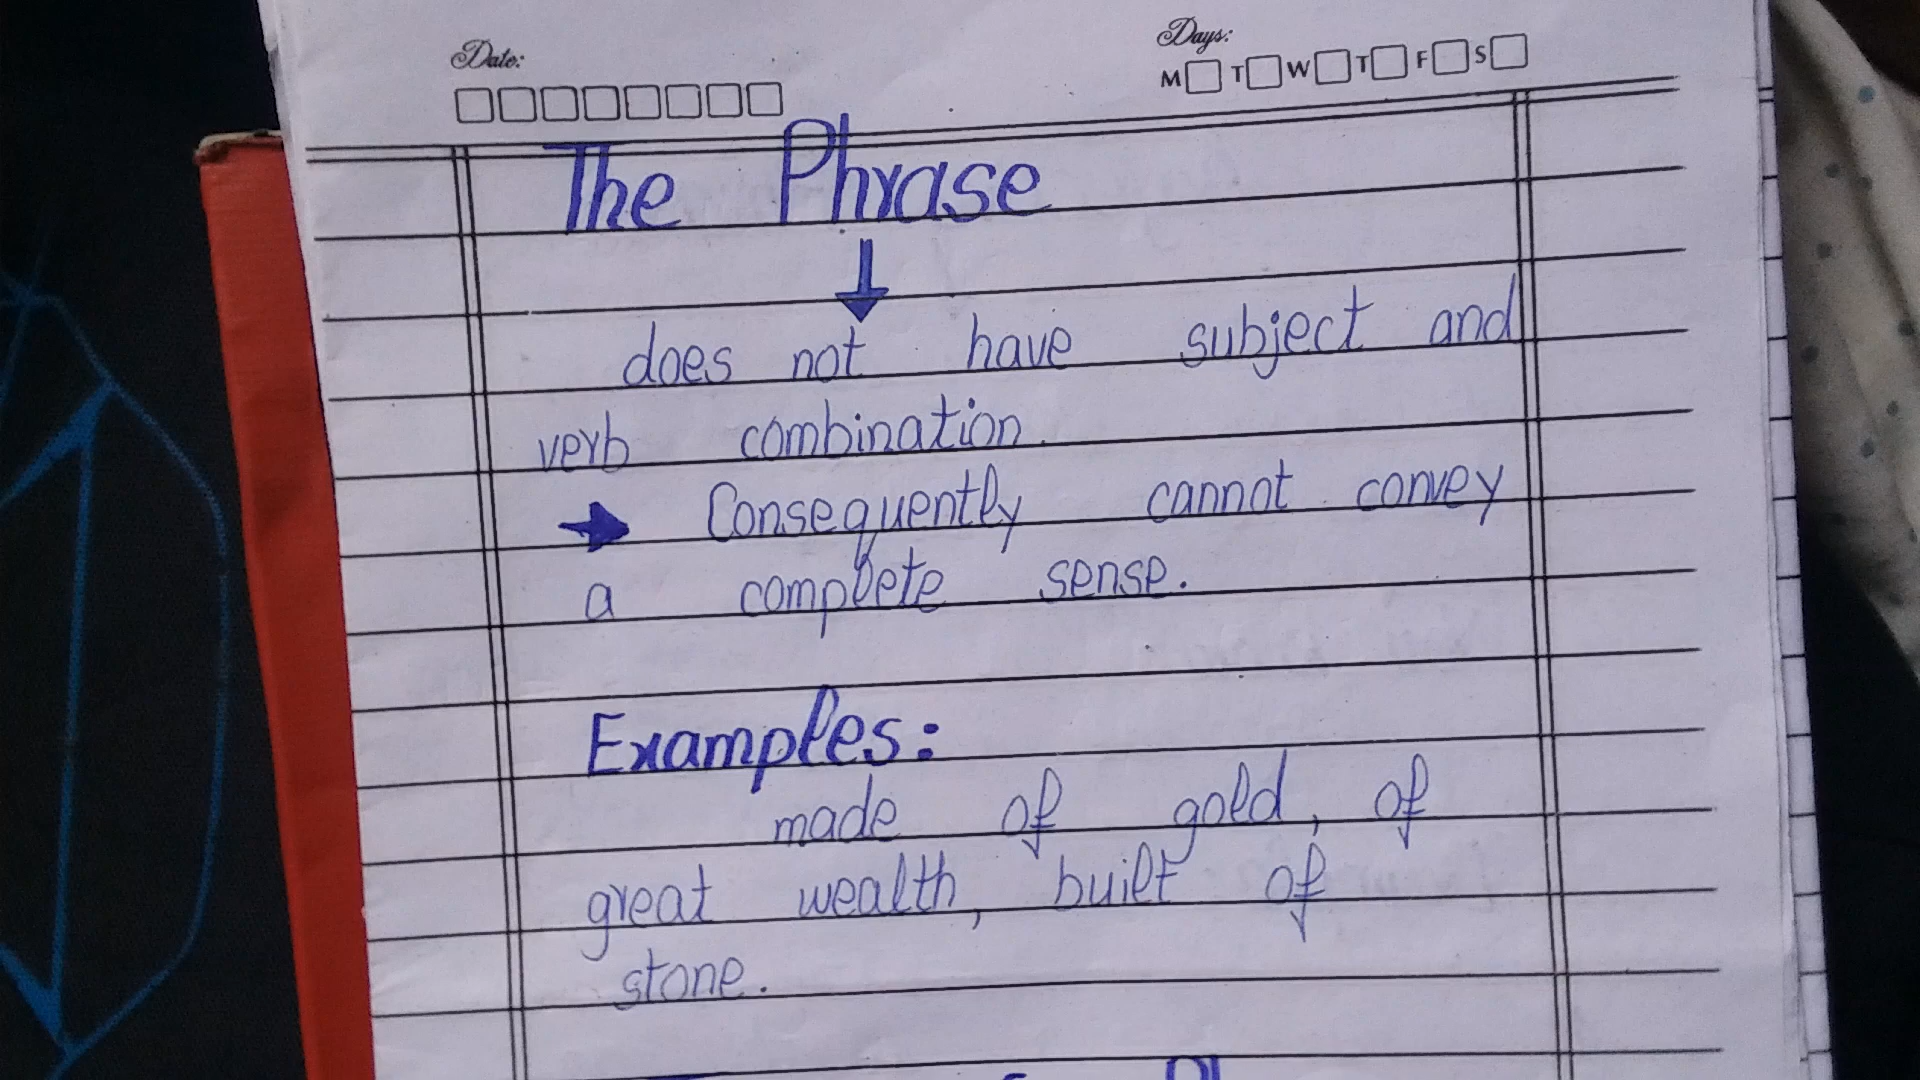 Date:
Days:
M T W T F S
The Phrase
does not have subject and
verb combination.
Consequently cannot convey
a complete sense.
Examples:
made of gold, of
great wealth, built of
stone.